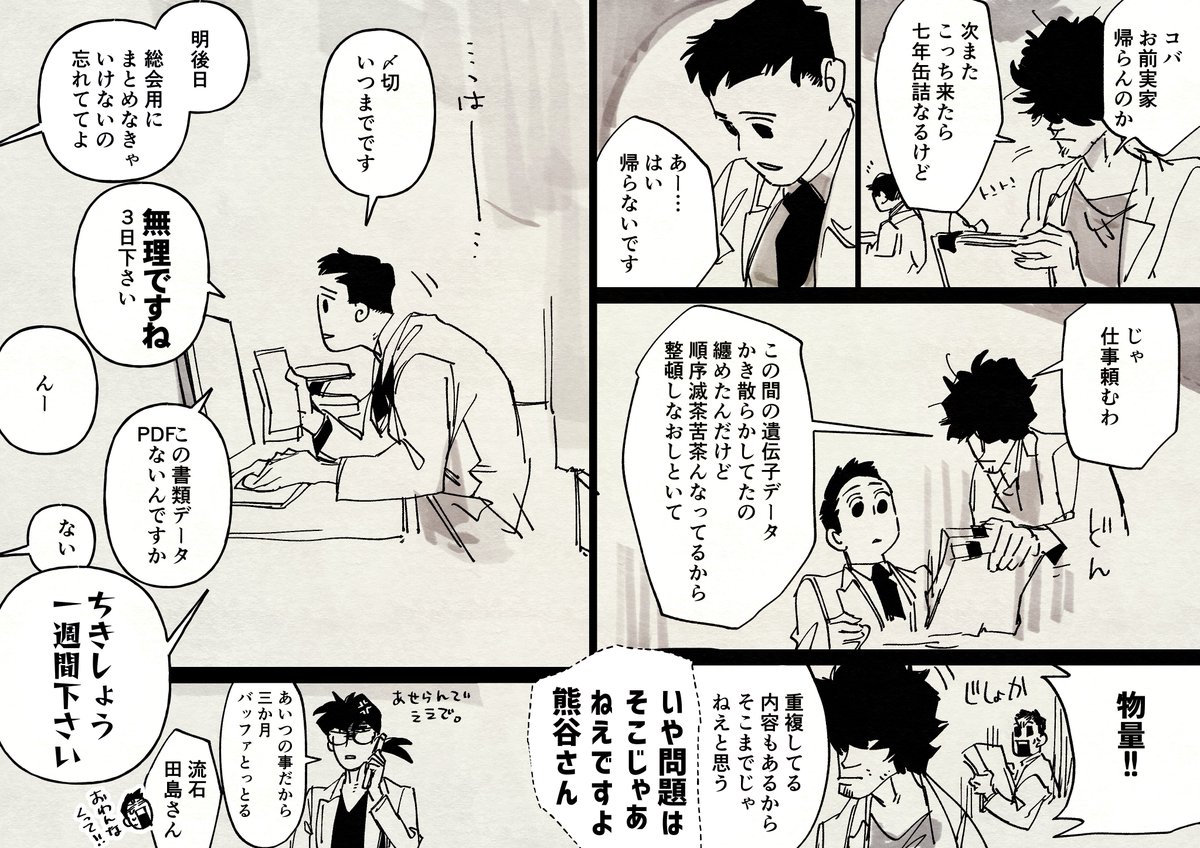 コバ
お前実家
帰らんのか
次また
こっち来たら
七年缶詰なるけど
トントン
あー…
はい
帰らないです
じゃ
仕事頼むわ
この間の遺伝子データ
かき散らかしてたの
纏めたんだけど
順序滅茶苦茶んなってるから
整頓しなおしといて
どん
物量!!
どしょか
重複してる
内容もあるから
そこまでじゃ
ねえと思う
いや問題は
そこじゃあ
ねえですよ
熊谷さん
…は――…
〆切
いつまでです
明後日
総会用に
まとめなきゃ
いけないの
忘れててよ
無理ですね
3日下さい
んー
この書類データ
PDFないんですか
ない
ちきしょう
一週間下さい
あせらんで
ええで。
あいつの事だから
三か月
バッファとっとる
流石
田島さん